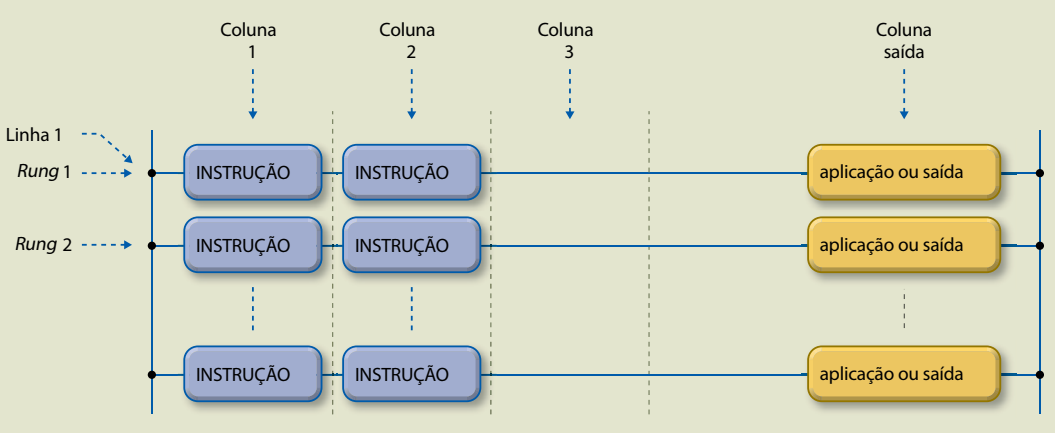 Coluna
1
Coluna
2
Coluna
3
Coluna
saída
Linha 1
Rung 1
INSTRUÇÃO
INSTRUÇÃO
aplicação ou saída
Rung 2
INSTRUÇÃO
INSTRUÇÃO
aplicação ou saída
INSTRUÇÃO
INSTRUÇÃO
aplicação ou saída